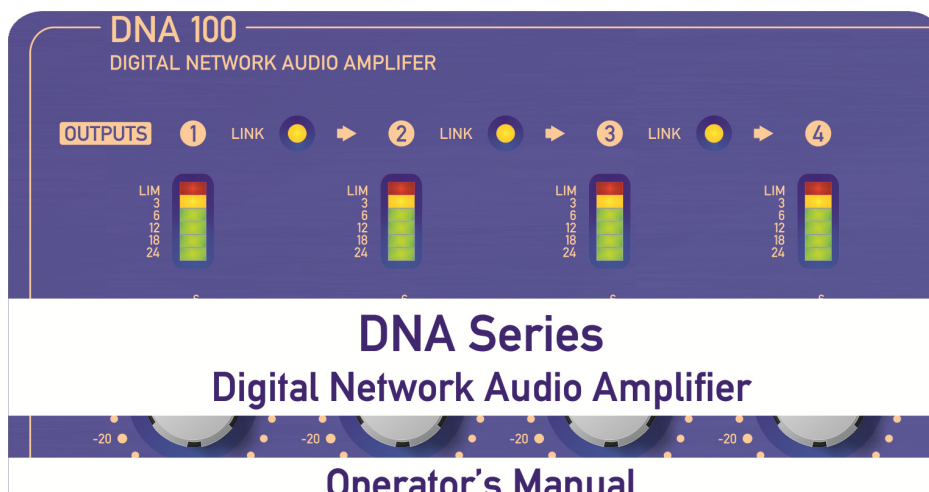 DNA 100
DIGITAL NETWORK AUDIO AMPLIFER
OUTPUTS 1 LINK 2 LINK 3 LINK 4
LIM LIM LIM LIM
3 3 3 3
6 6 6 6
12 12 12 12
18 18 18 18
24 24 24 24
DNA Series
Digital Network Audio Amplifier
-20 -20 -20 -20
Operator's Manual